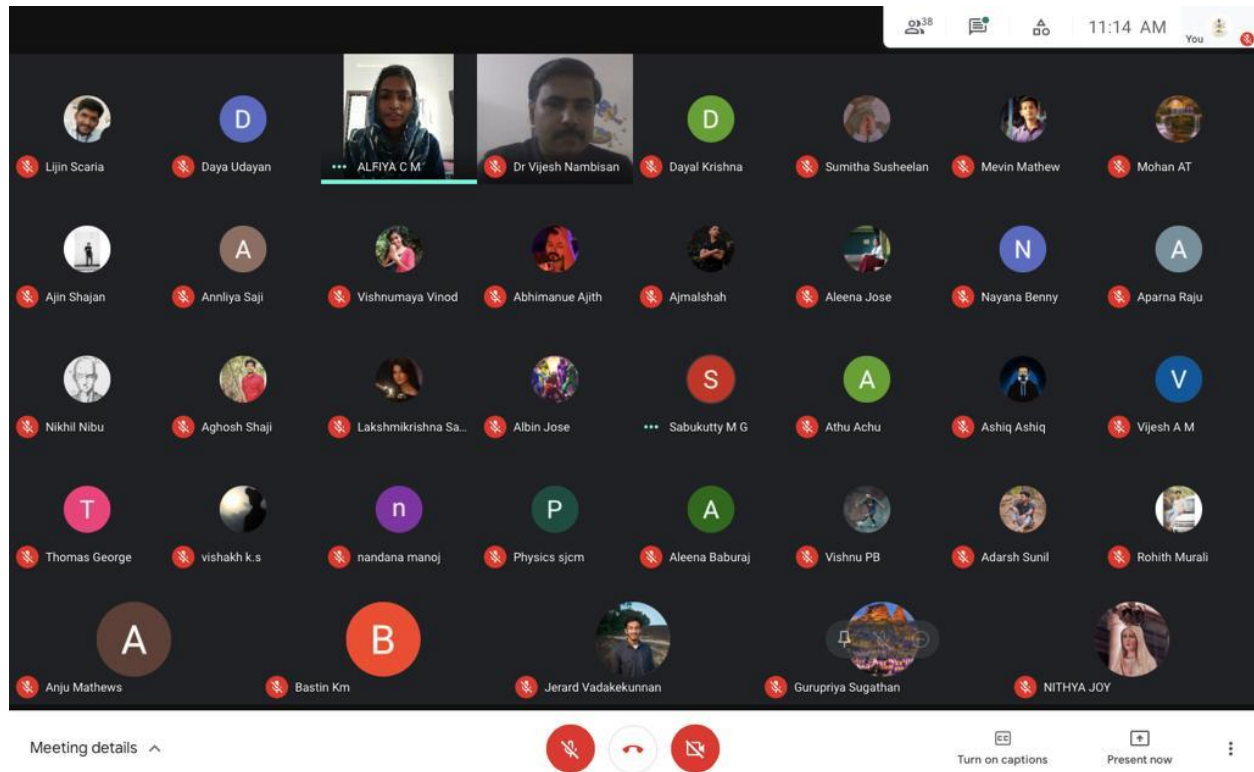 38 11:14 AM You
D D
Lijin Scaria Daya Udayan ALFIYA C M Dr Vijesh Nambisan Dayal Krishna Sumitha Susheelan Mevin Mathew Mohan AT
A N A
Ajin Shajan Annliya Saji Vishnumaya Vinod Abhimanue Ajith Ajmalshah Aleena Jose Nayana Benny Aparna Raju
S A V
Nikhil Nibu Aghosh Shaji Lakshmikrishna Sa... Albin Jose Sabukutty M G Athu Achu Ashiq Ashiq Vijesh A M
T n P A
Thomas George vishakh k.s nandana manoj Physics sjcm Aleena Baburaj Vishnu PB Adarsh Sunil Rohith Murali
A B
Anju Mathews Bastin Km Jerard Vadakekunnan Gurupriya Sugathan NITHYA JOY
CC
Meeting details Turn on captions Present now